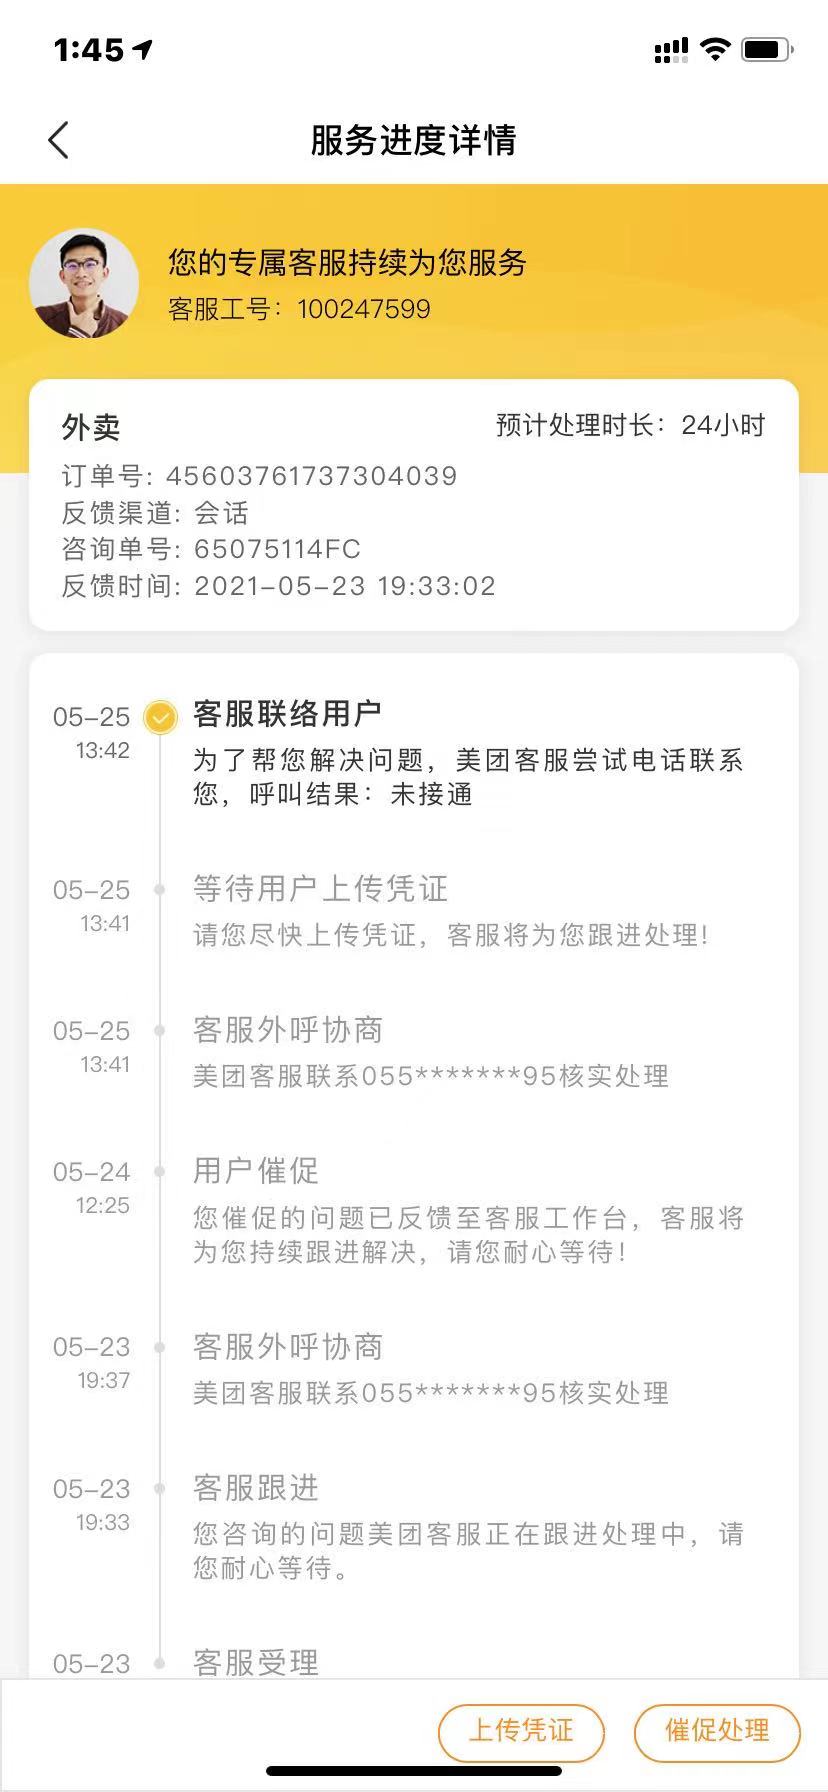 1:45
服务进度详情
您的专属客服持续为您服务
客服工号：100247599
外卖
预计处理时长：24小时
订单号: 45603761737304039
反馈渠道: 会话
咨询单号: 65075114FC
反馈时间: 2021-05-23 19:33:02
05-25 客服联络用户
13:42
为了帮您解决问题，美团客服尝试电话联系
您，呼叫结果：未接通
05-25 等待用户上传凭证
13:41
请您尽快上传凭证，客服将为您跟进处理!
05-25 客服外呼协商
13:41
美团客服联系055*******95核实处理
05-24 用户催促
12:25
您催促的问题已反馈至客服工作台，客服将
为您持续跟进解决，请您耐心等待!
05-23 客服外呼协商
19:37
美团客服联系055*******95核实处理
05-23 客服跟进
19:33
您咨询的问题美团客服正在跟进处理中，请
您耐心等待。
05-23 客服受理
上传凭证
催促处理